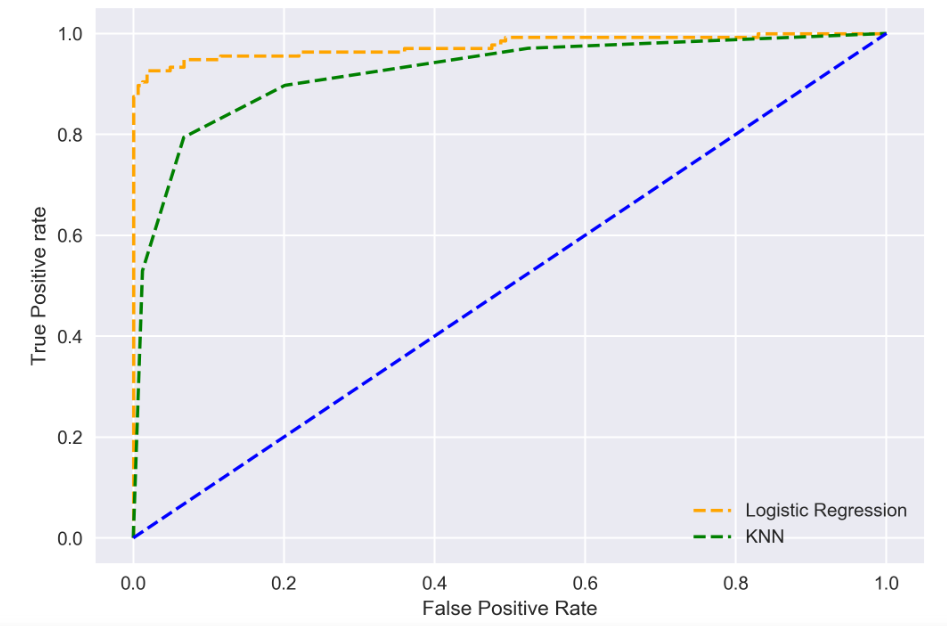 1.0
0.8
0.6
0.4
0.2
0.0
True Positive rate
Logistic Regression
KNN
0.0 0.2 0.4 0.6 0.8 1.0
False Positive Rate